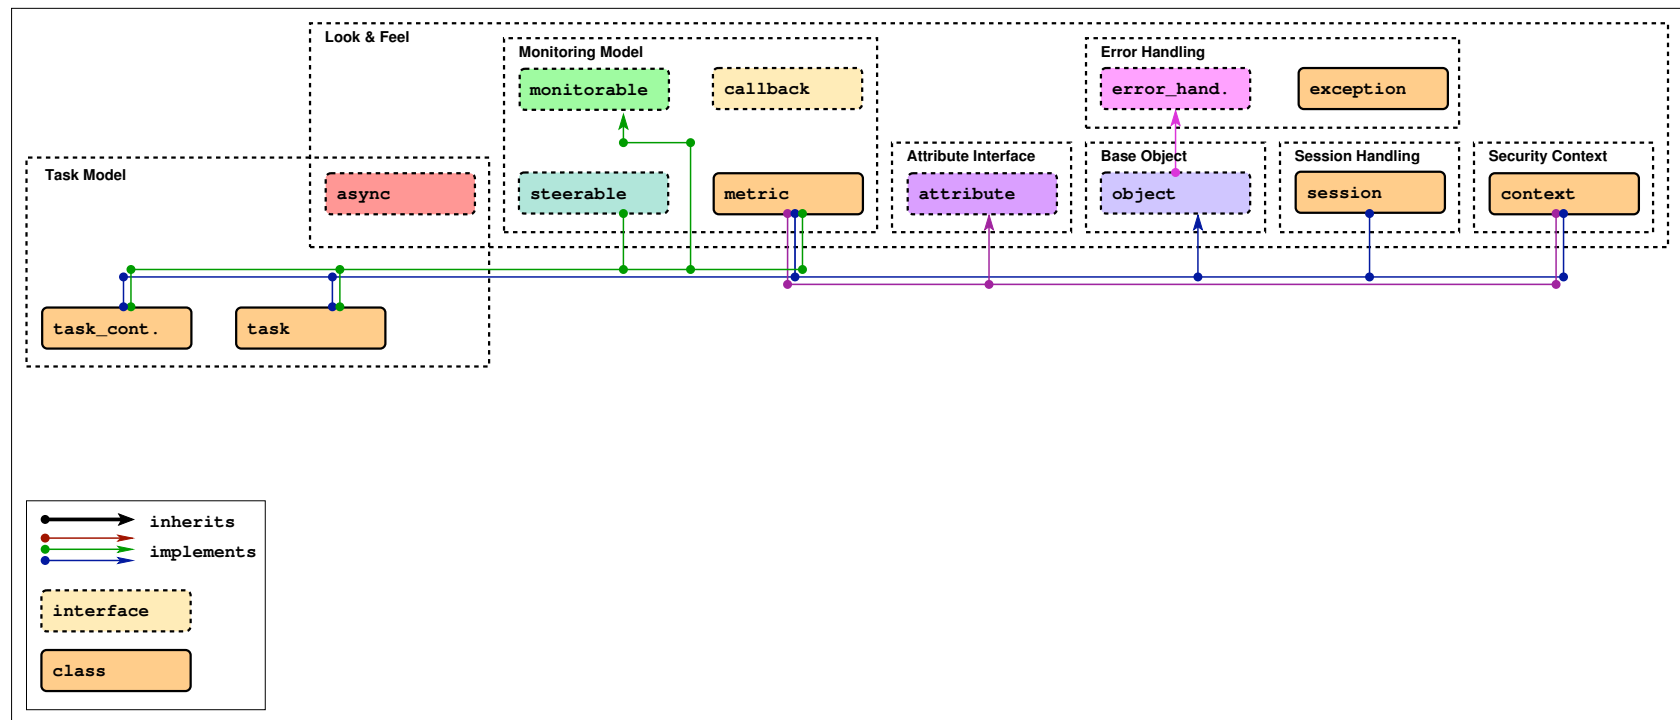 Look & Feel
Monitoring Model
Error Handling
monitorable
callback
error_hand.
exception
Task Model
Attribute Interface
Base Object
Session Handling
Security Context
async
steerable
metric
attribute
object
session
context
task_cont.
task
inherits
implements
interface
class